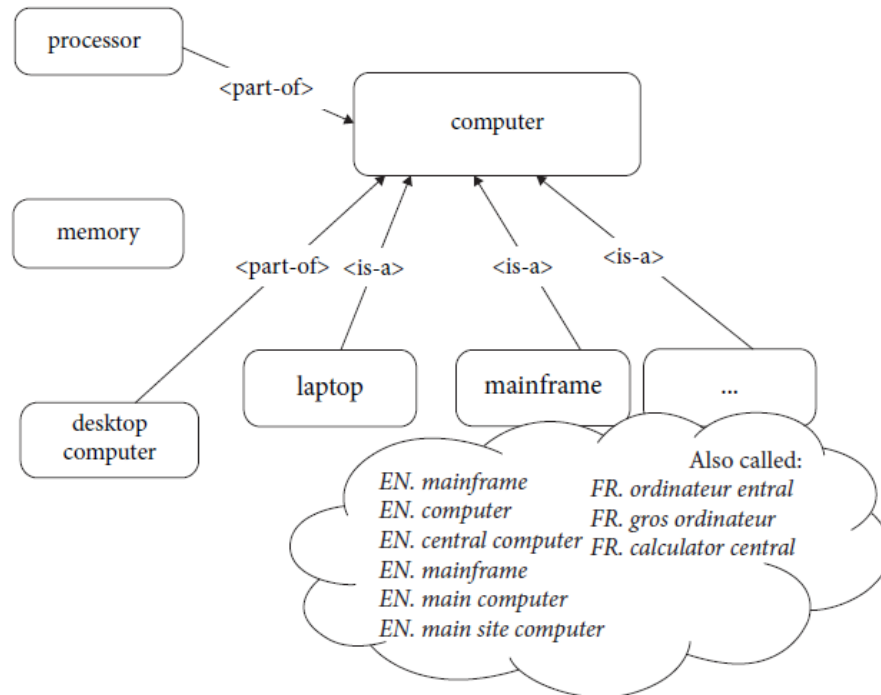 processor
<part-of>
computer
memory
<part-of>
<is-a>
<is-a>
<is-a>
laptop
mainframe
...
desktop
computer
Also called:
EN. mainframe
EN. computer
EN. central computer
EN. mainframe
EN. main computer
EN. main site computer
FR. ordinateur entral
FR. gros ordinateur
FR. calculator central